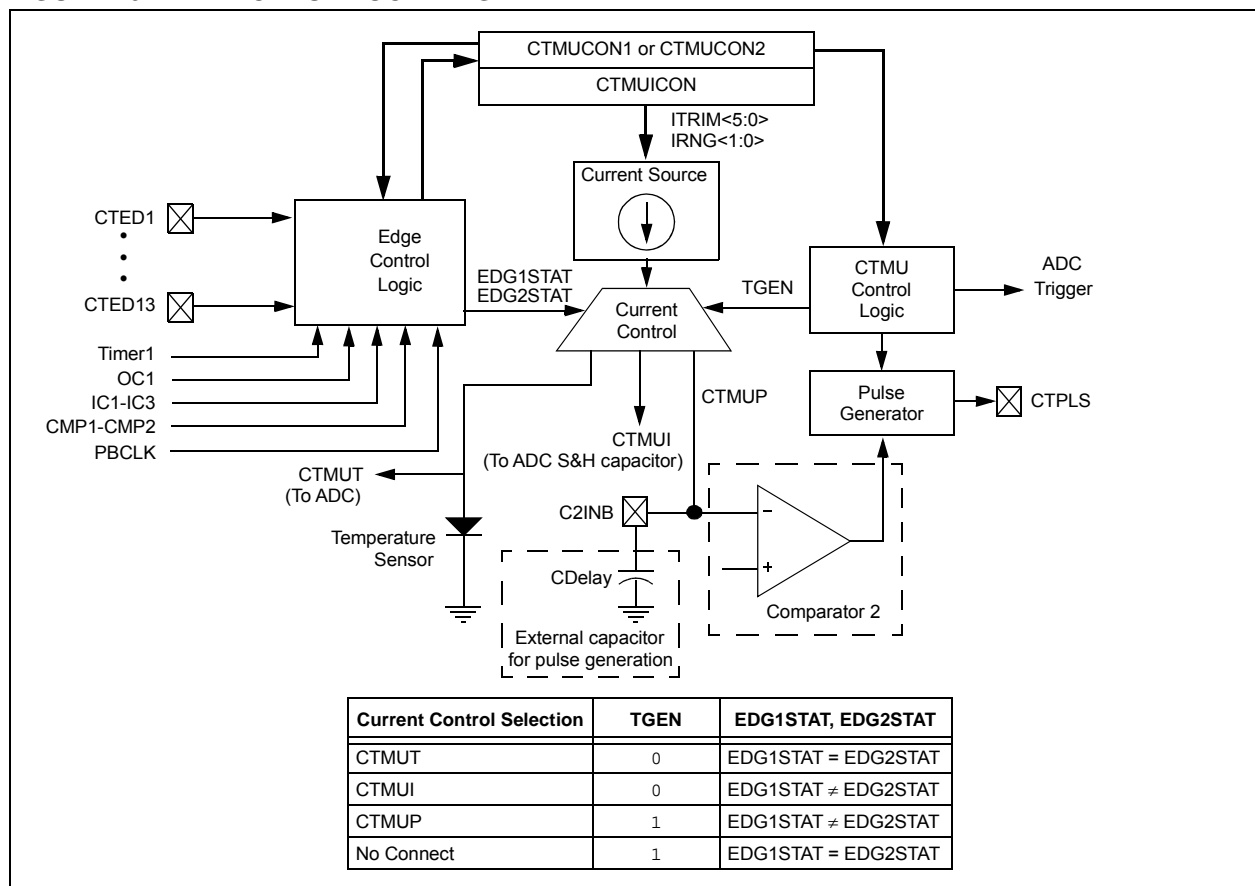 CTMUCON1 or CTMUCON2
CTMUICON
ITRIM<5:0>
IRNG<1:0>
Current Source
CTED1
CTED13
Edge
Control
Logic
EDG1STAT
EDG2STAT
Current
Control
TGEN
CTMU
Control
Logic
ADC
Trigger
Timer1
OC1
IC1-IC3
CMP1-CMP2
PBCLK
CTMUP
Pulse
Generator
CTPLS
CTMUI
(To ADC S&H capacitor)
CTMUT
(To ADC)
C2INB
Temperature
Sensor
CDelay
External capacitor
for pulse generation
–
+
Comparator 2
Current Control Selection TGEN EDG1STAT, EDG2STAT
CTMUT 0 EDG1STAT = EDG2STAT
CTMUI 0 EDG1STAT ≠ EDG2STAT
CTMUP 1 EDG1STAT ≠ EDG2STAT
No Connect 1 EDG1STAT = EDG2STAT